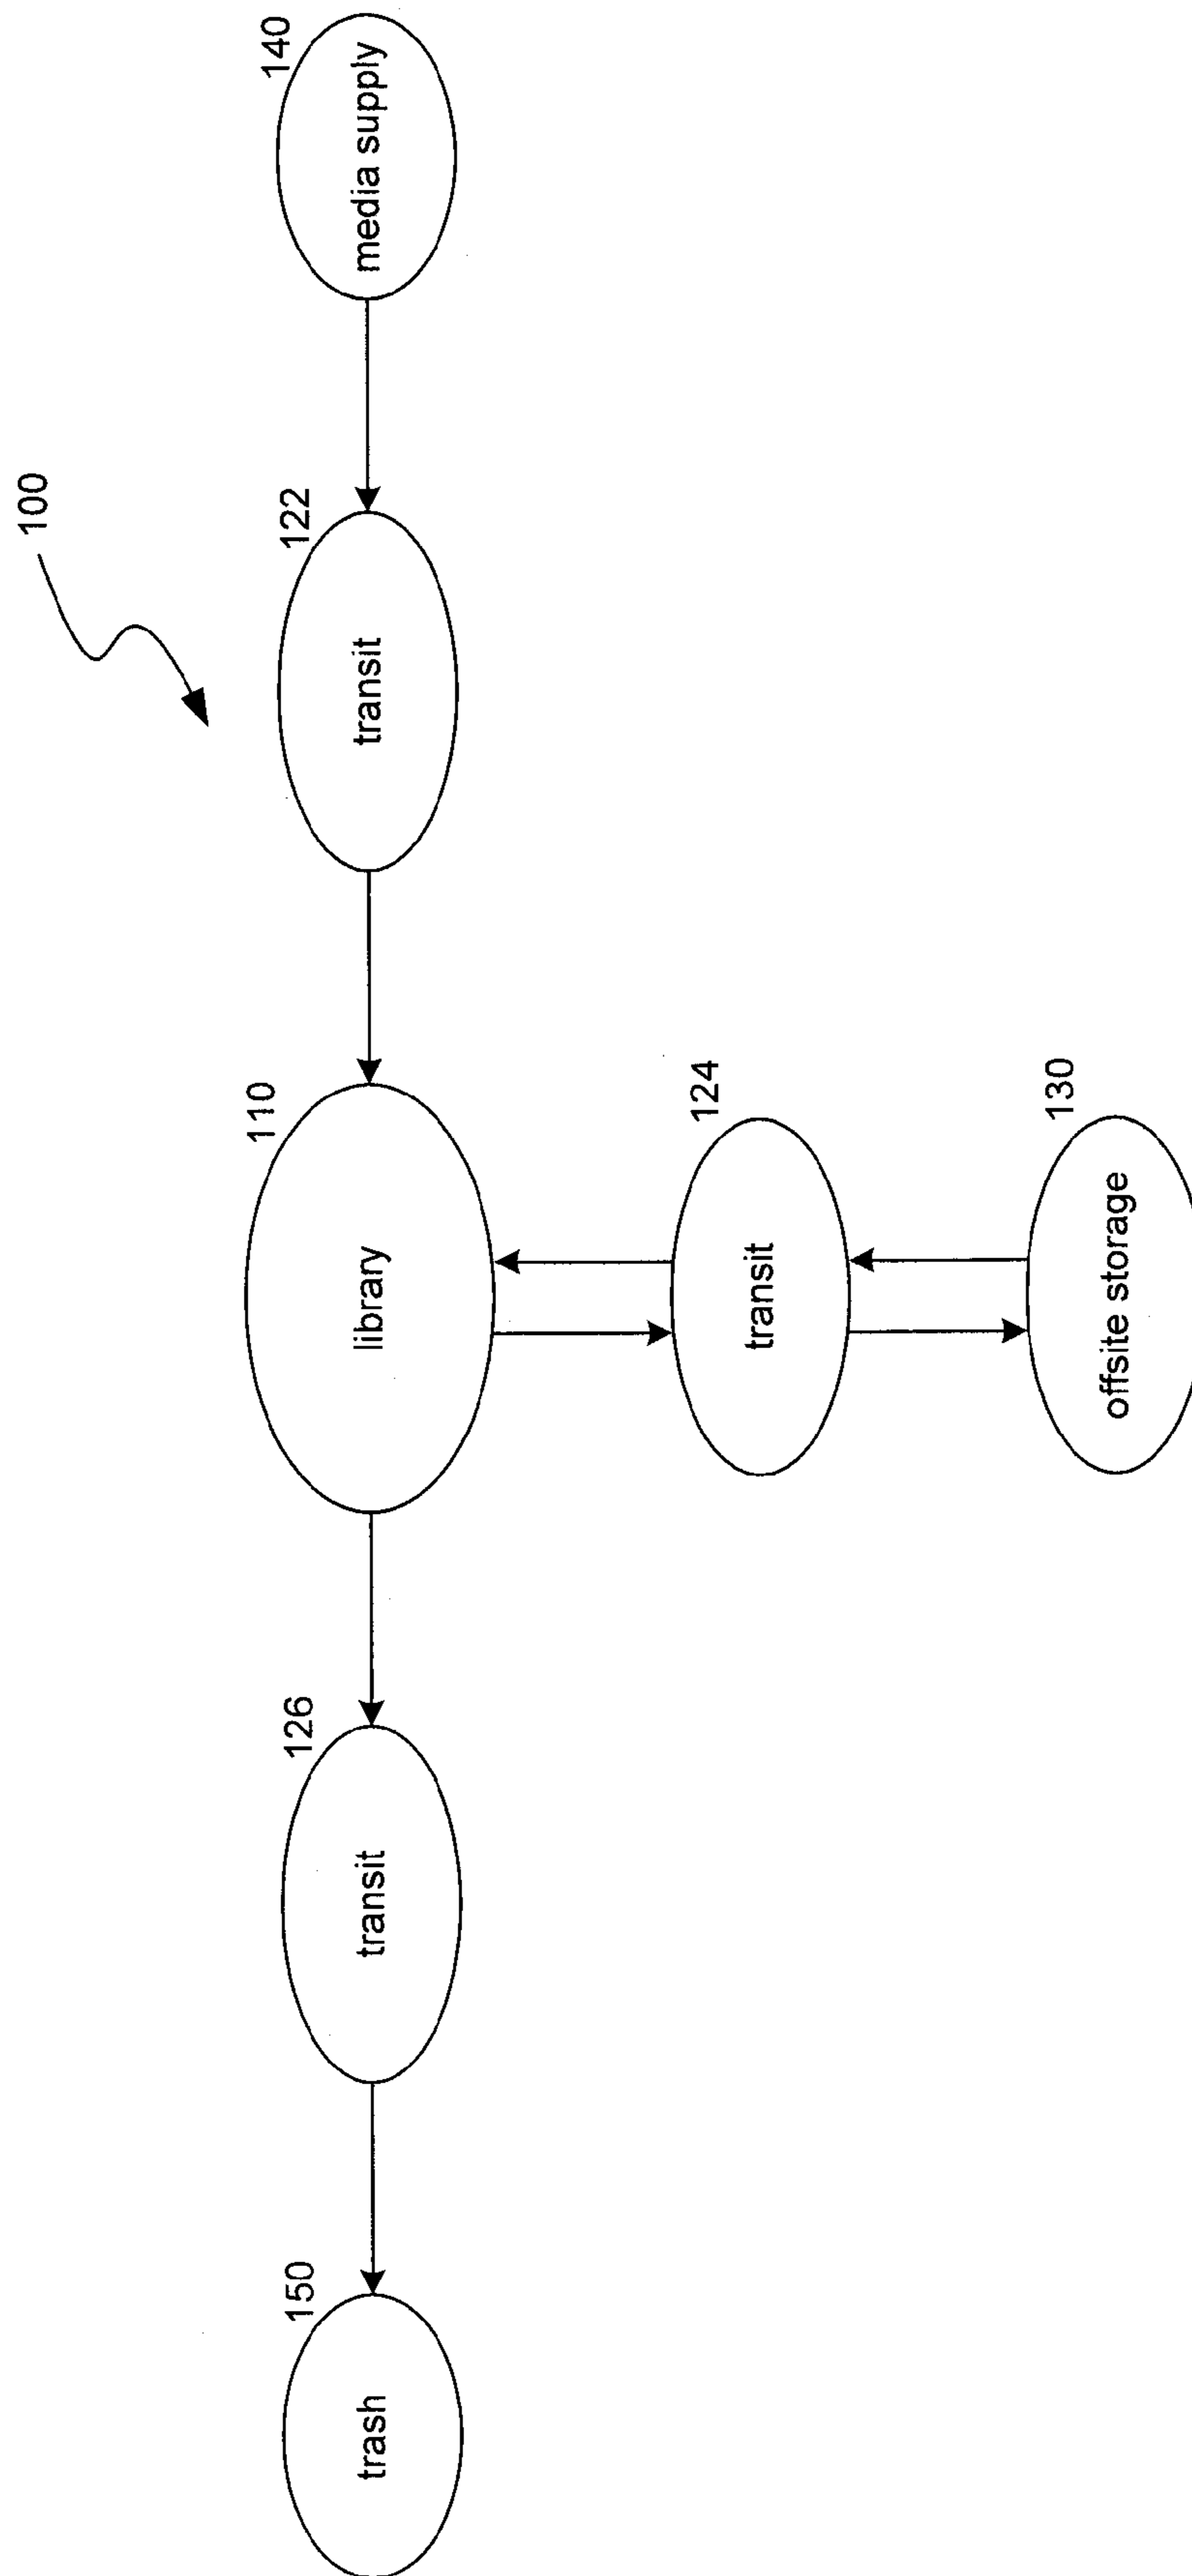 100
150
trash
126
transit
110
library
122
transit
140
media supply
124
transit
130
offsite storage